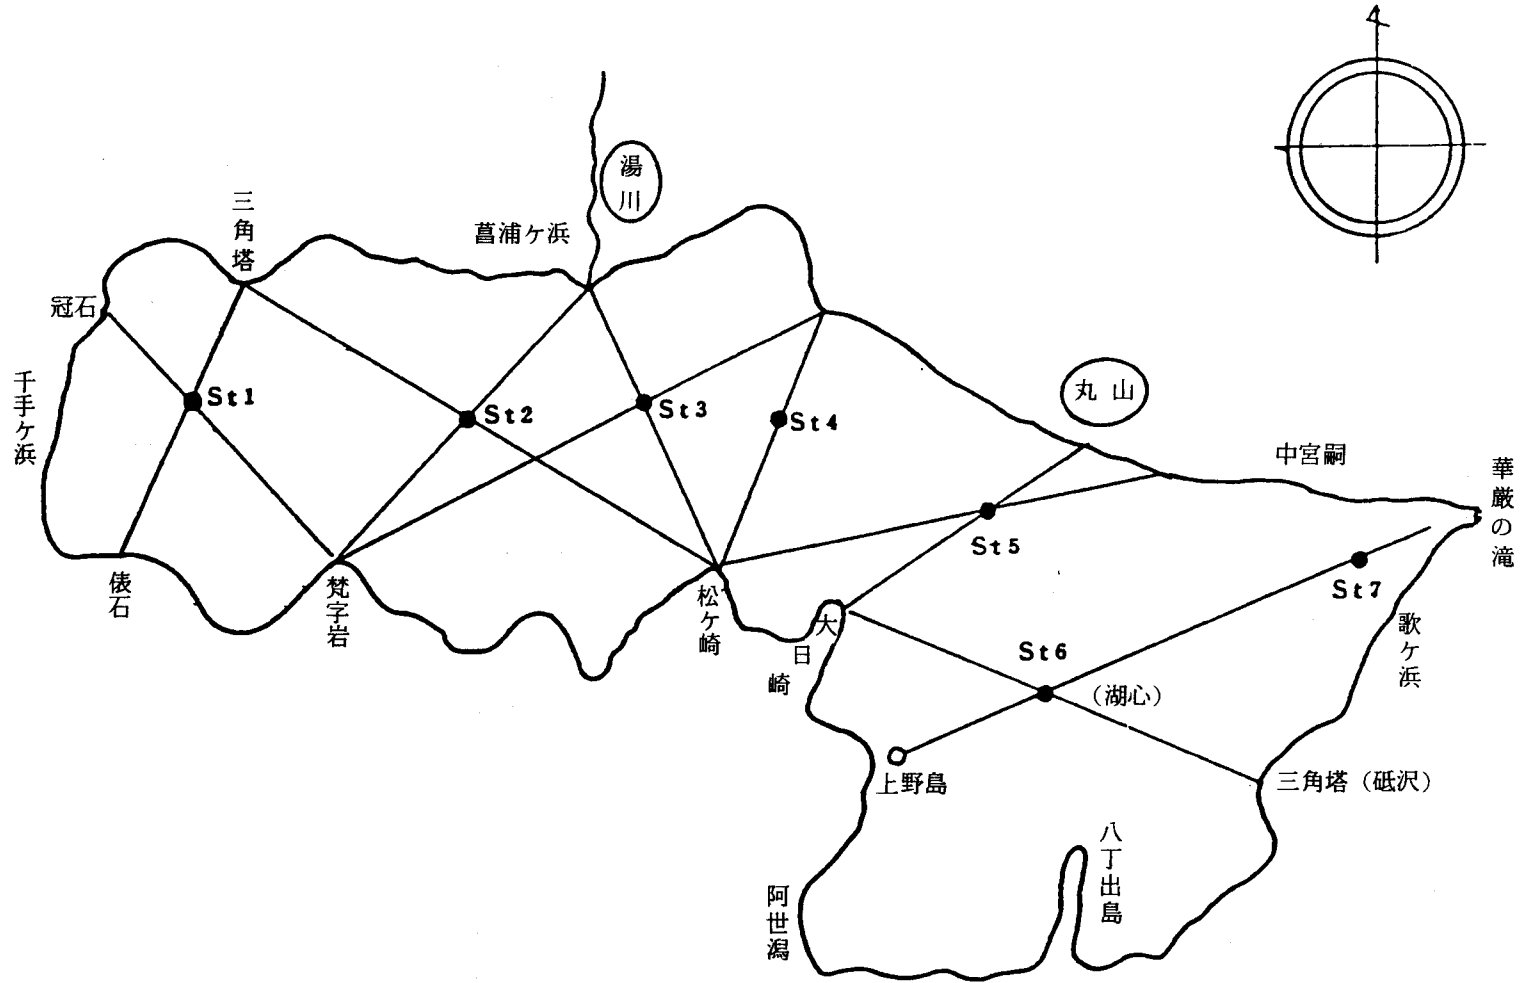 三角塔
湯川
菖浦ケ浜
冠石
千手ケ浜
St1
St2
St3
St4
丸山
中宮嗣
華厳の滝
St5
St7
俵石
梵字岩
松ケ崎
大日崎
歌ケ浜
St6
（湖心）
上野島
三角塔（砥沢）
八丁出島
阿世潟